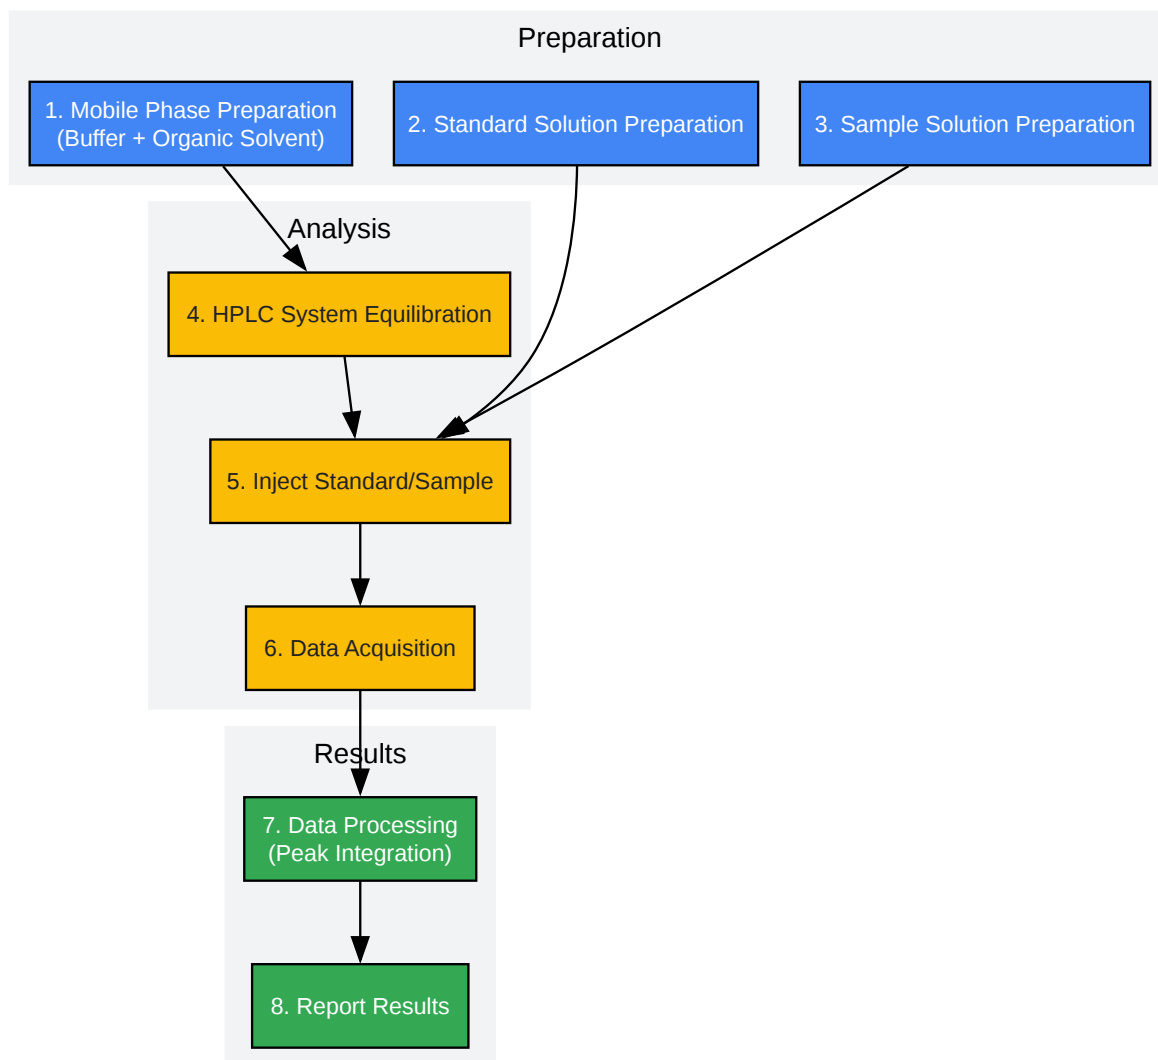 Preparation
1. Mobile Phase Preparation
(Buffer + Organic Solvent)
2. Standard Solution Preparation
3. Sample Solution Preparation
Analysis
4. HPLC System Equilibration
5. Inject Standard/Sample
6. Data Acquisition
Results
7. Data Processing
(Peak Integration)
8. Report Results